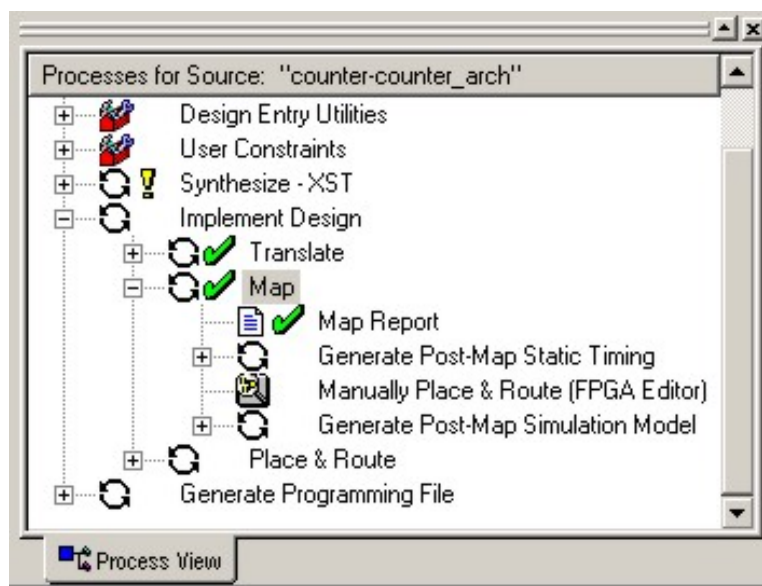 Processes for Source: "counter-counter_arch"
Design Entry Utilities
User Constraints
Synthesize - XST
Implement Design
Translate
Map
Map Report
Generate Post-Map Static Timing
Manually Place & Route (FPGA Editor)
Generate Post-Map Simulation Model
Place & Route
Generate Programming File
Process View